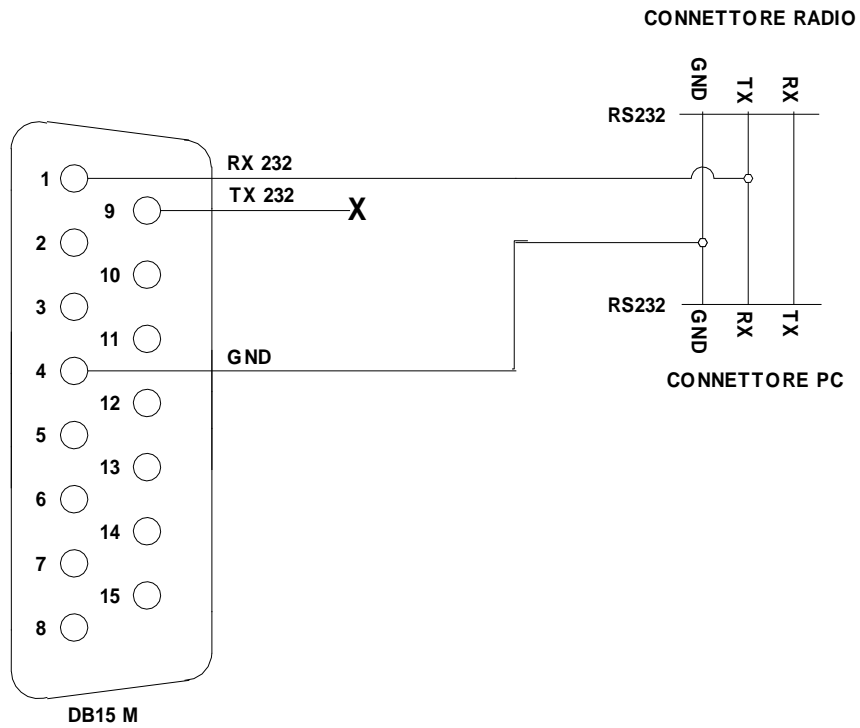 CONNETTORE RADIO
GND TX RX
RS232
RX 232
1
TX 232
9 X
2
10
3
RS232
11
GND RX TX
GND
4
CONNETTORE PC
12
5
13
6
14
7
15
8
DB15 M